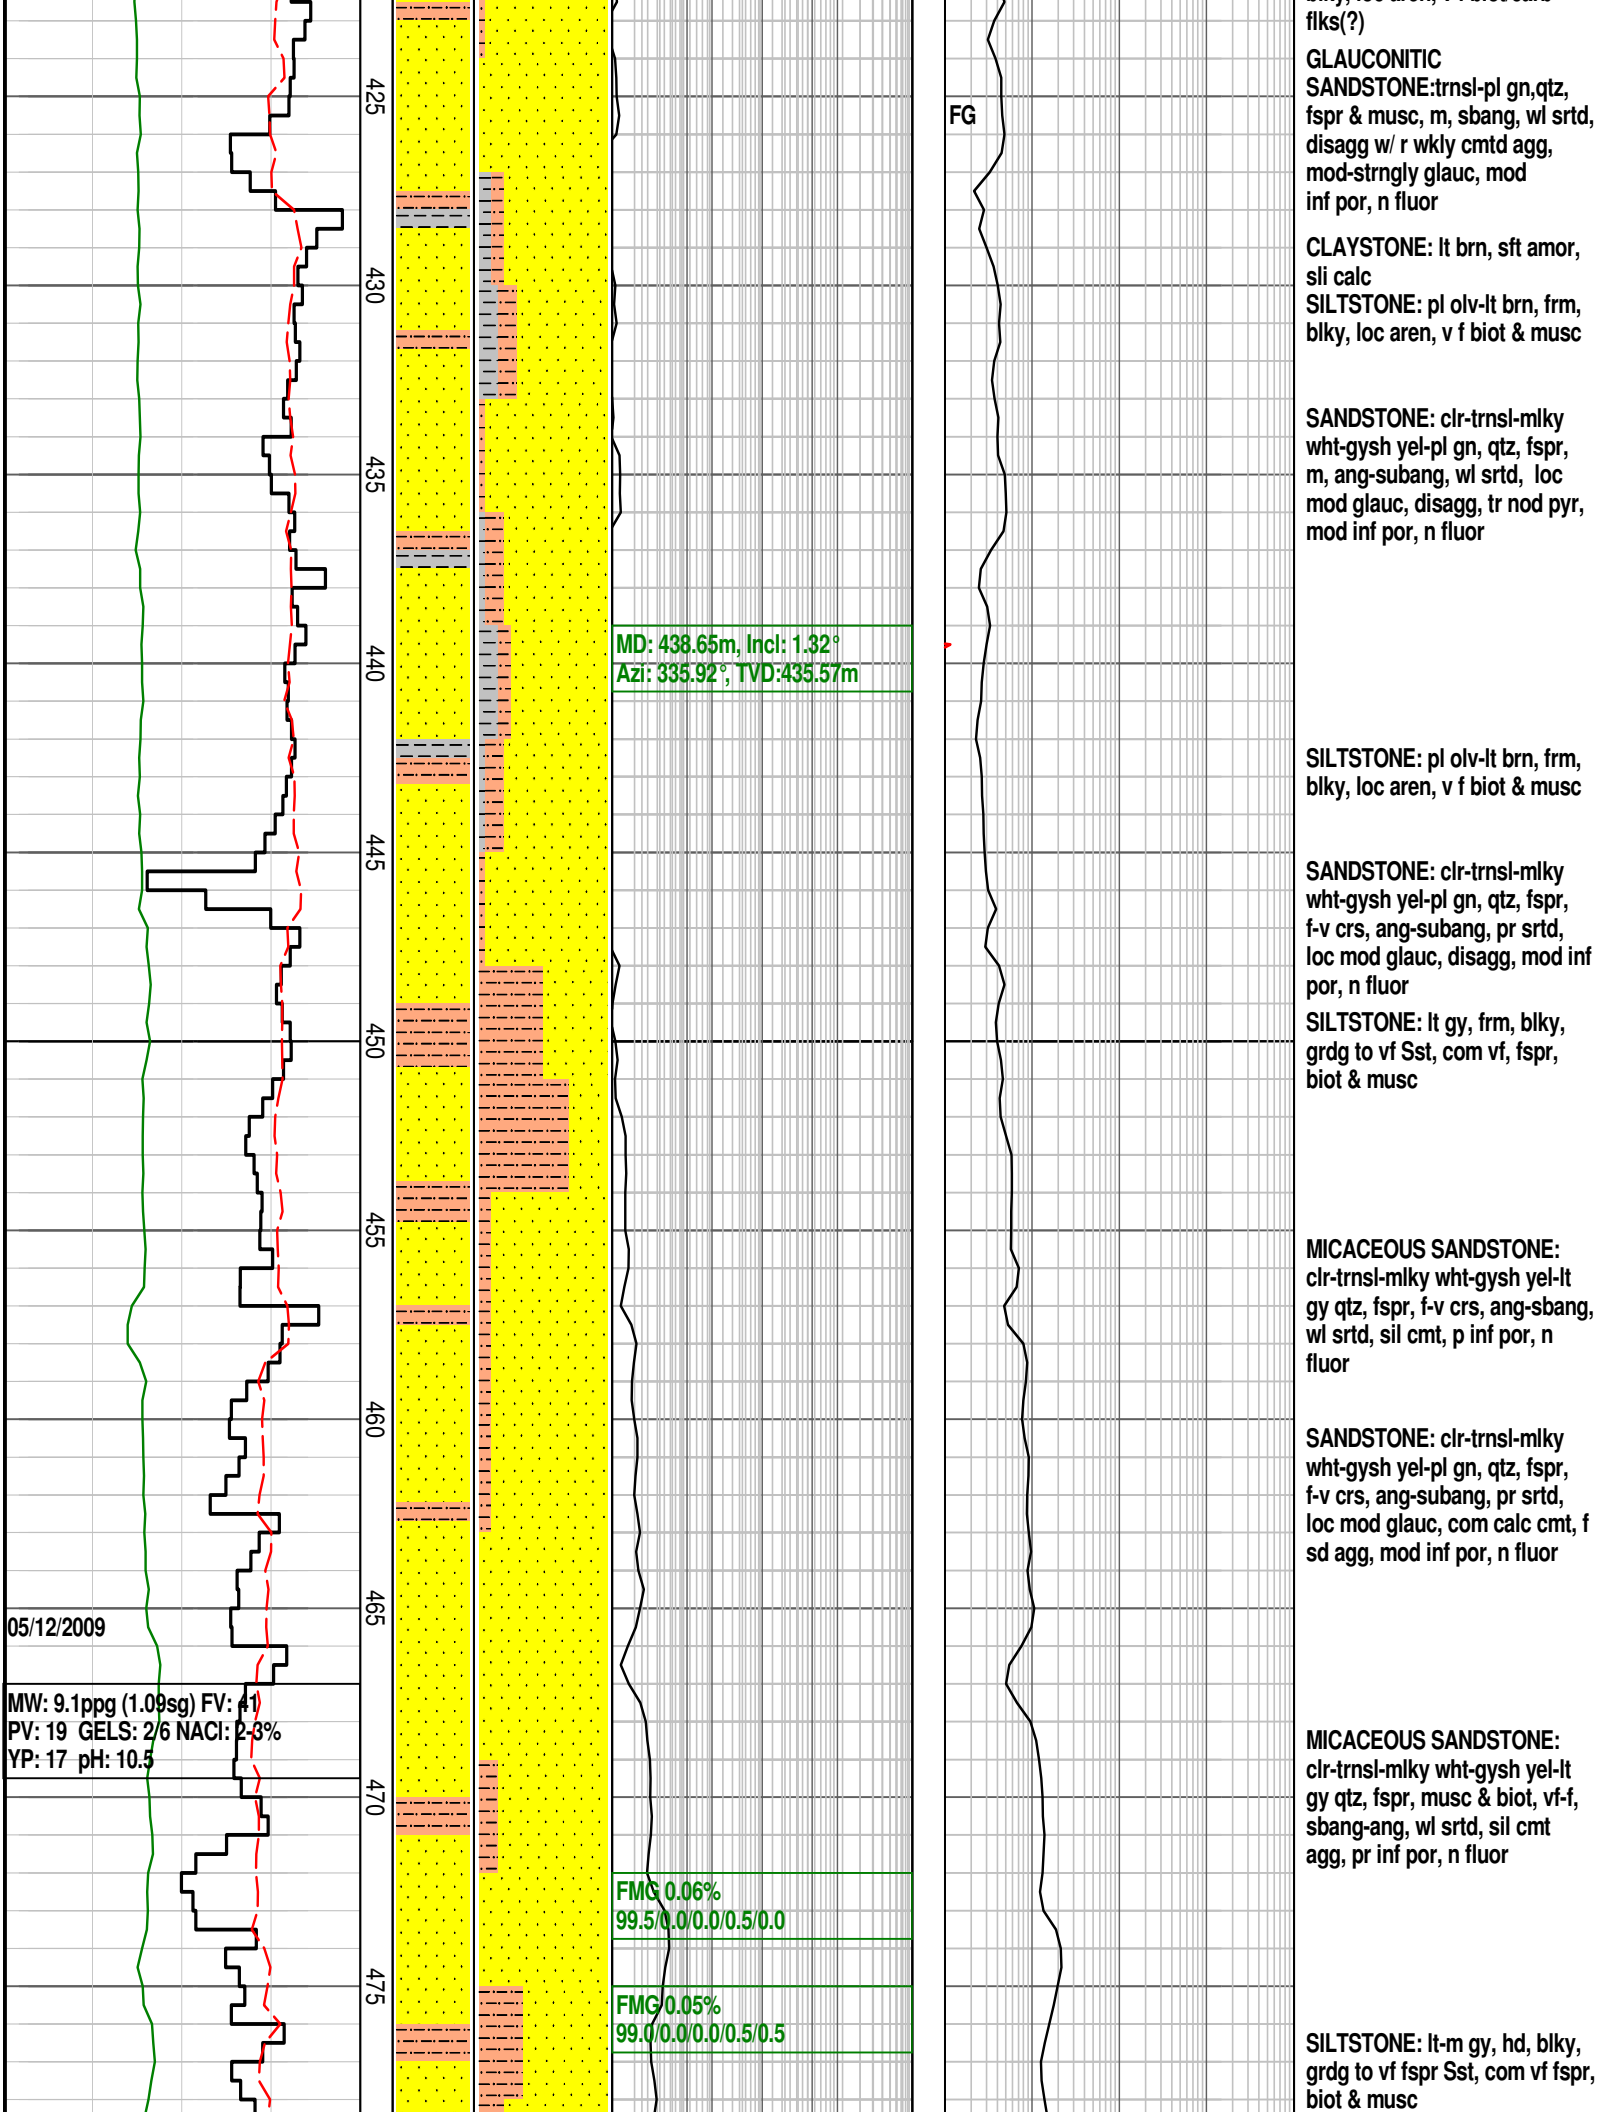 flks(?)
GLAUCONITIC
SANDSTONE:trnsl-pl gn,qtz,
fspr & musc, m, sbang, wl srtd,
disagg w/ r wkly cmtd agg,
mod-strngly glauc, mod
inf por, n fluor
CLAYSTONE: lt brn, sft amor,
sli calc
SILTSTONE: pl olv-lt brn, frm,
blky, loc aren, v f biot & musc
SANDSTONE: clr-trnsl-mlky
wht-gysh yel-pl gn, qtz, fspr,
m, ang-subang, wl srtd, loc
mod glauc, disagg, tr nod pyr,
mod inf por, n fluor
SILTSTONE: pl olv-lt brn, frm,
blky, loc aren, v f biot & musc
SANDSTONE: clr-trnsl-mlky
wht-gysh yel-pl gn, qtz, fspr,
f-v crs, ang-subang, pr srtd,
loc mod glauc, disagg, mod inf
por, n fluor
SILTSTONE: lt gy, frm, blky,
grdg to vf Sst, com vf, fspr,
biot & musc
MICACEOUS SANDSTONE:
clr-trnsl-mlky wht-gysh yel-lt
gy qtz, fspr, f-v crs, ang-sbang,
wl srtd, sil cmt, p inf por, n
fluor
SANDSTONE: clr-trnsl-mlky
wht-gysh yel-pl gn, qtz, fspr,
f-v crs, ang-subang, pr srtd,
loc mod glauc, com calc cmt, f
sd agg, mod inf por, n fluor
MICACEOUS SANDSTONE:
clr-trnsl-mlky wht-gysh yel-lt
gy qtz, fspr, musc & biot, vf-f,
sbang-ang, wl srtd, sil cmt
agg, pr inf por, n fluor
SILTSTONE: lt-m gy, hd, blky,
grdg to vf fspr Sst, com vf fspr,
biot & musc
FG
425
430
435
440
445
450
455
460
465
470
475
MD: 438.65m, Incl: 1.32°
Azi: 335.92°, TVD:435.57m
05/12/2009
MW: 9.1ppg (1.09sg) FV: 41
PV: 19 GELS: 2/6 NACl: 2-3%
YP: 17 pH: 10.5
FMG 0.06%
99.5/0.0/0.0/0.5/0.0
FMG 0.05%
99.0/0.0/0.0/0.5/0.5